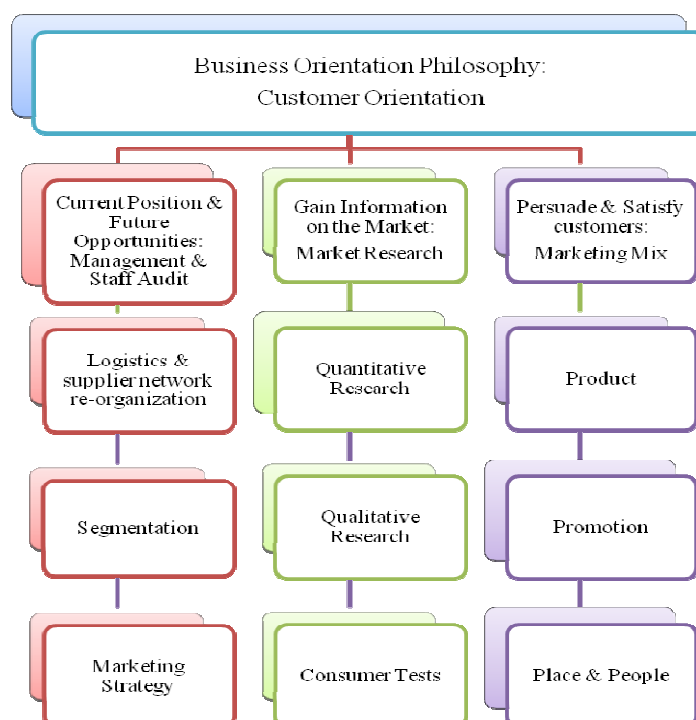 Business Orientation Philosophy:
Customer Orientation
Current Position &
Future
Opportunities:
Management &
Staff Audit
Gain Information
on the Market:
Market Research
Persuade & Satisfy
customers:
Marketing Mix
Logistics &
supplier network
re-organization
Quantitative
Research
Product
Segmentation
Qualitative
Research
Promotion
Marketing
Strategy
Consumer Tests
Place & People